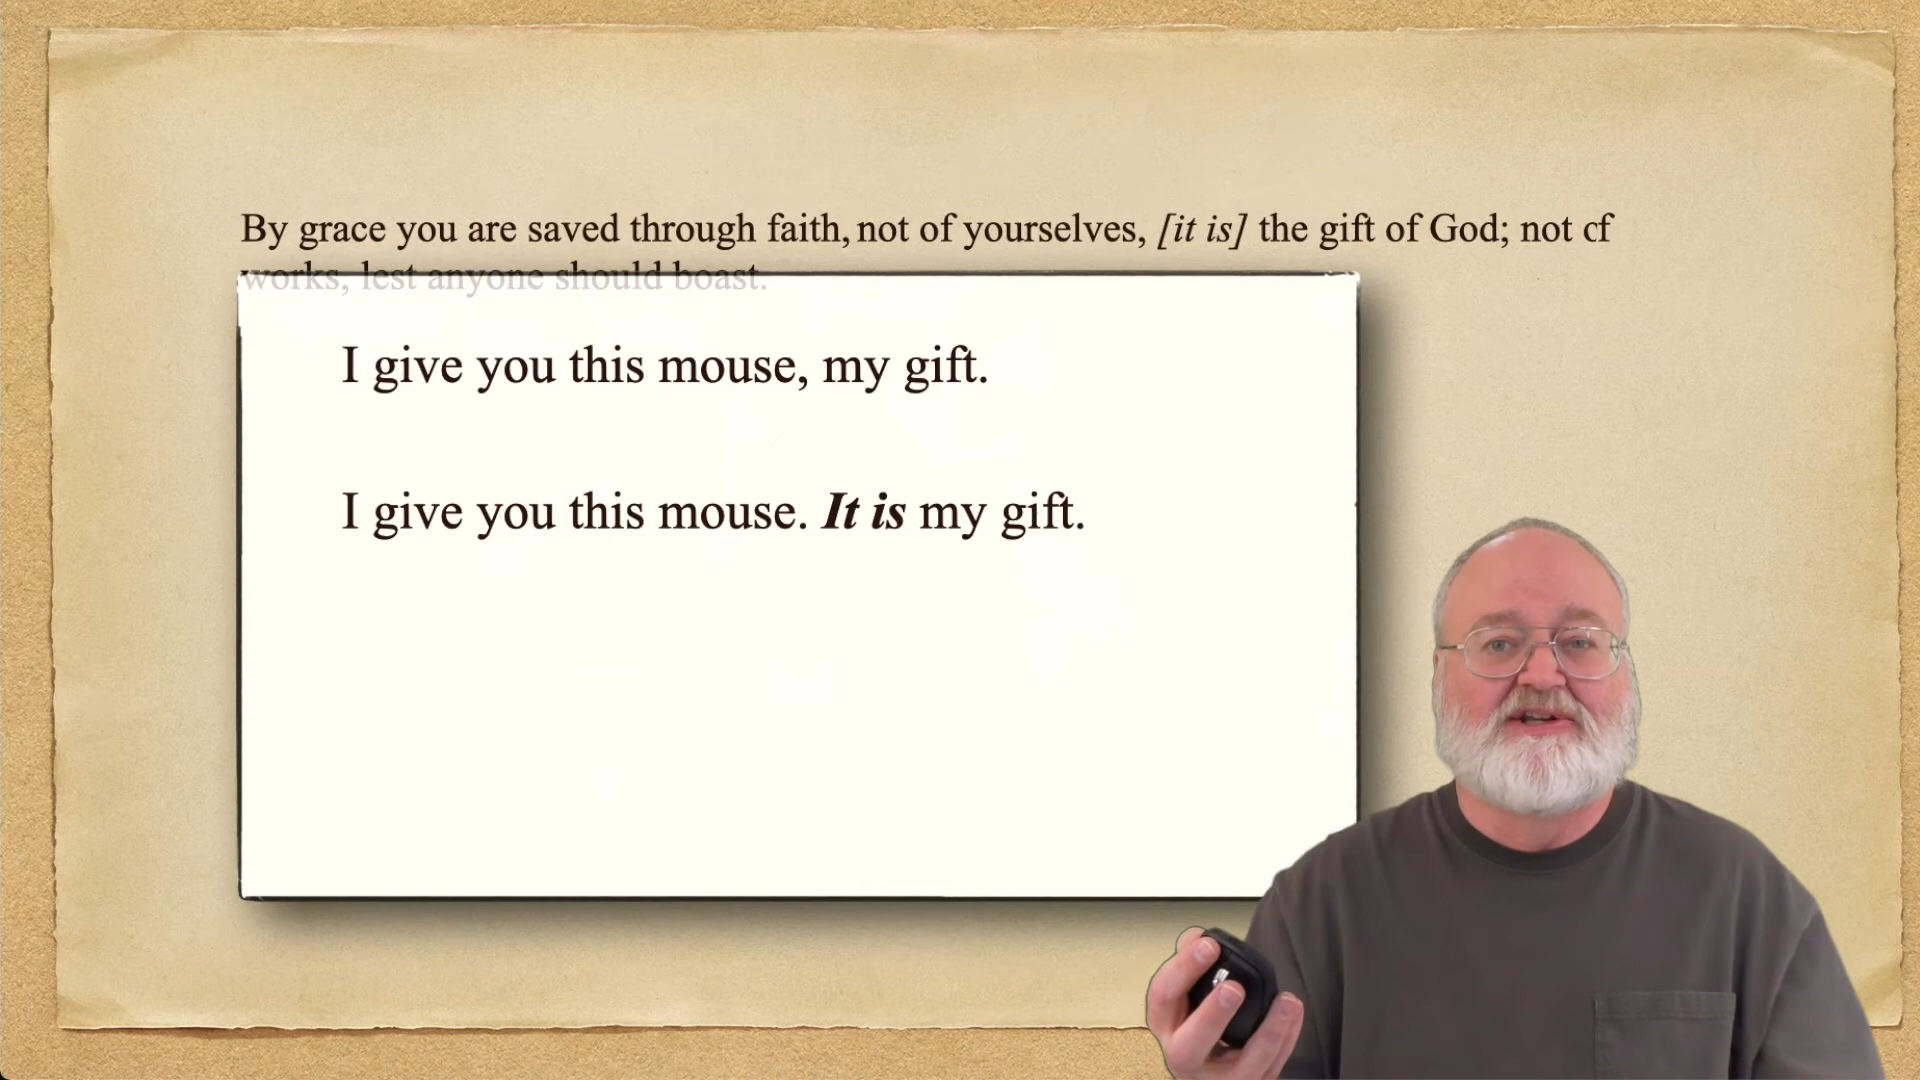 By grace you are saved through faith, not of yourselves, [it is] the gift of God; not cf
works, lest anyone should boast.
I give you this mouse, my gift.
I give you this mouse. It is my gift.